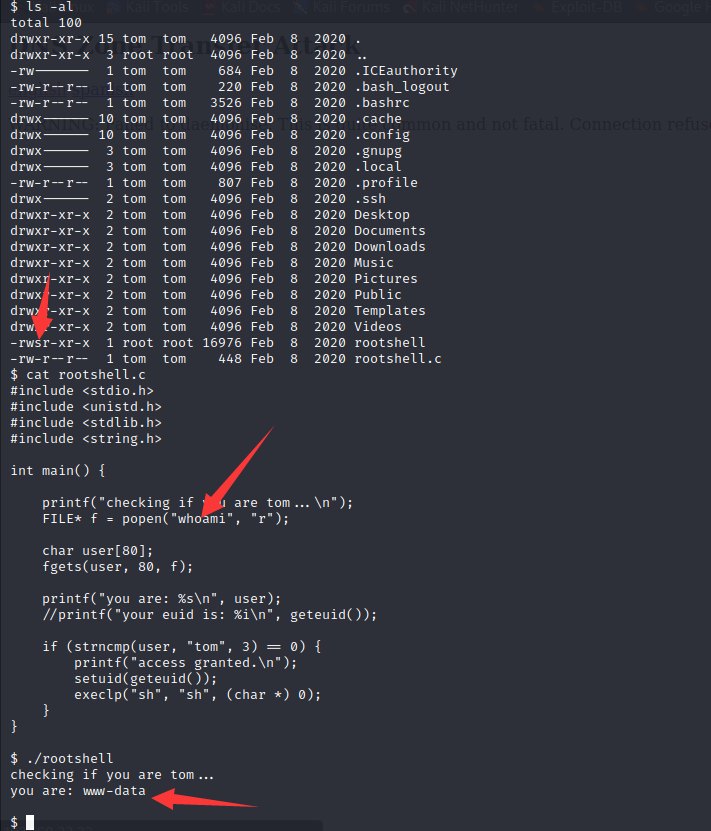 Kali Tools Kali Docs Kali Forums Kali NetHunter Exploit-DB Google H
$ ls -al
total 100
drwxr-xr-x 15 tom  tom   4096 Feb  8  2020 .
drwxr-xr-x  3 root root  4096 Feb  8  2020 ..
-rw-------  1 tom  tom    684 Feb  8  2020 .ICEauthority
-rw-r--r--  1 tom  tom    220 Feb  8  2020 .bash_logout
-rw-r--r--  1 tom  tom   3526 Feb  8  2020 .bashrc
drwx------ 10 tom  tom   4096 Feb  8  2020 .cache
drwx------ 10 tom  tom   4096 Feb  8  2020 .config
drwx------  3 tom  tom   4096 Feb  8  2020 .gnupg
drwx------  3 tom  tom   4096 Feb  8  2020 .local
-rw-r--r--  1 tom  tom    807 Feb  8  2020 .profile
drwx------  2 tom  tom   4096 Feb  8  2020 .ssh
drwxr-xr-x  2 tom  tom   4096 Feb  8  2020 Desktop
drwxr-xr-x  2 tom  tom   4096 Feb  8  2020 Documents
drwxr-xr-x  2 tom  tom   4096 Feb  8  2020 Downloads
drwxr-xr-x  2 tom  tom   4096 Feb  8  2020 Music
drwxr-xr-x  2 tom  tom   4096 Feb  8  2020 Pictures
drwxr-xr-x  2 tom  tom   4096 Feb  8  2020 Public
drwxr-xr-x  2 tom  tom   4096 Feb  8  2020 Templates
drwxr-xr-x  2 tom  tom   4096 Feb  8  2020 Videos
-rwsr-xr-x  1 root root 16976 Feb  8  2020 rootshell
-rw-r--r--  1 tom  tom    448 Feb  8  2020 rootshell.c
$ cat rootshell.c
#include <stdio.h>
#include <unistd.h>
#include <stdlib.h>
#include <string.h>
int main() {
    printf("checking if you are tom...\n");
    FILE* f = popen("whoami", "r");
    char user[80];
    fgets(user, 80, f);
    printf("you are: %s\n", user);
    //printf("your euid is: %i\n", geteuid());
    if (strncmp(user, "tom", 3) == 0) {
        printf("access granted.\n");
        setuid(geteuid());
        execlp("sh", "sh", (char *) 0);
    }
}
$ ./rootshell
checking if you are tom...
you are: www-data
$